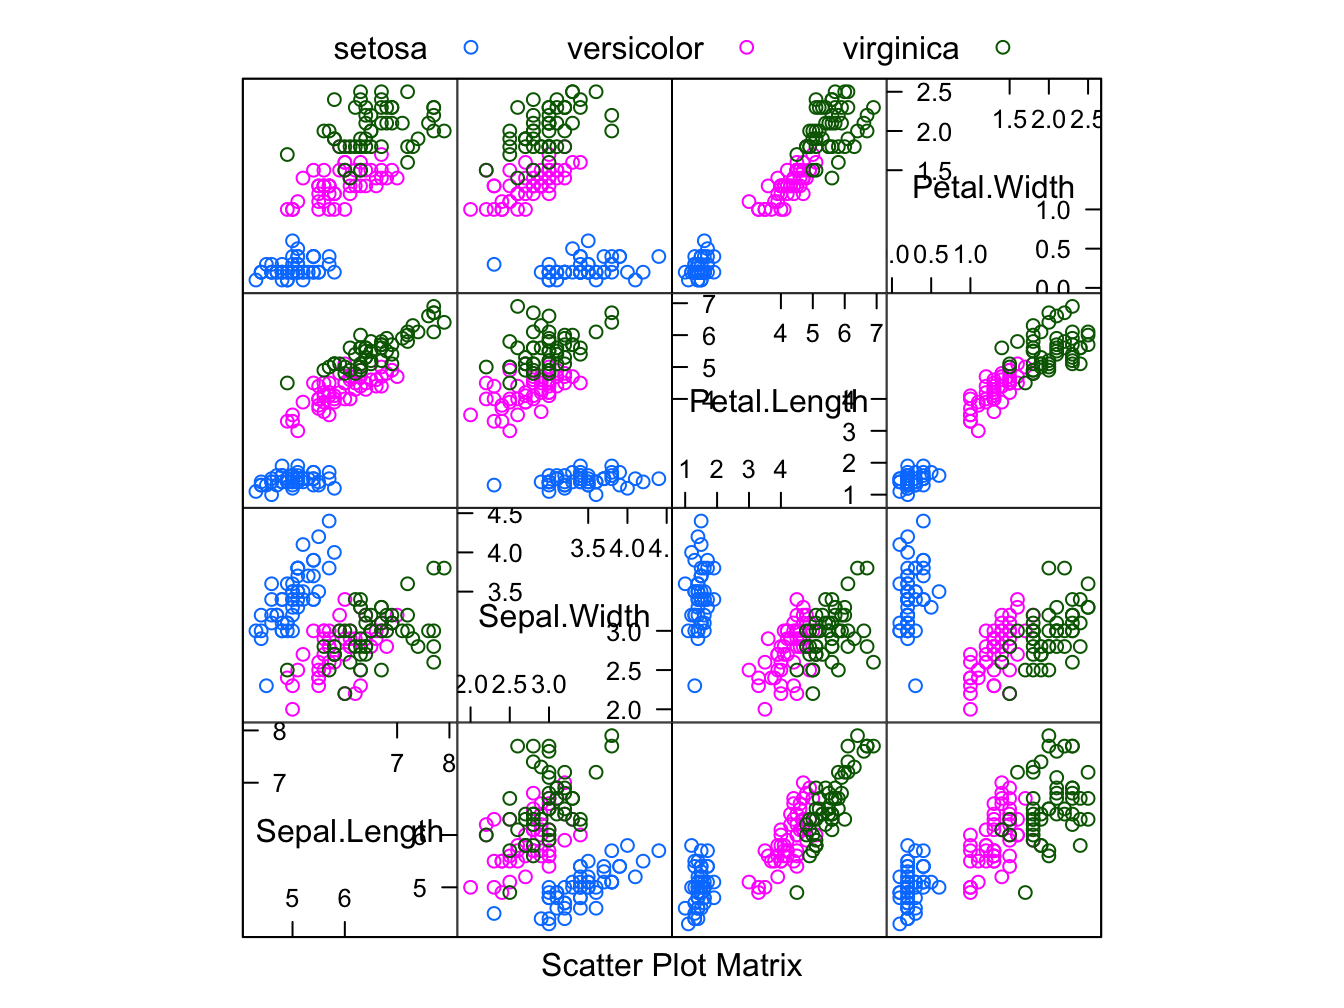 setosa versicolor virginica
2.5
1.5 2.0 2.5
2.0
1.5
Petal.Width
1.0
.0 0.5 1.0
0.5
0.0
7
4 5 6 7
6
5
4
Petal.Length
4
3
1 2 3 4
2
1
4.5
3.5 4.0 4.
4.0
3.5
Sepal.Width
3.0
2.0 2.5 3.0
2.5
2.0
8
7 8
7
Sepal.Length
6
5 6
5
Scatter Plot Matrix